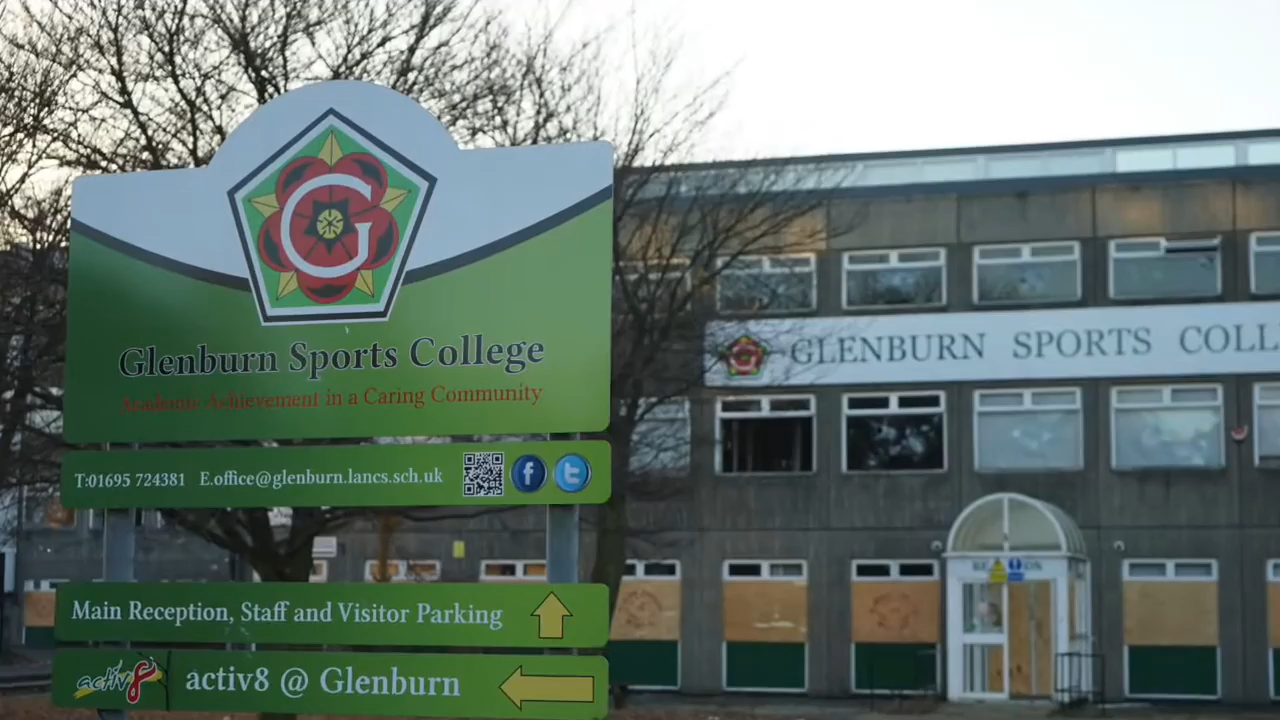 G
Glenburn Sports College
Academic Achievement in a Caring Community
T:01695 724381 E.office@glenburn.lancs.sch.uk
Main Reception, Staff and Visitor Parking
activ8
activ8 @ Glenburn
GLENBURN SPORTS COLL